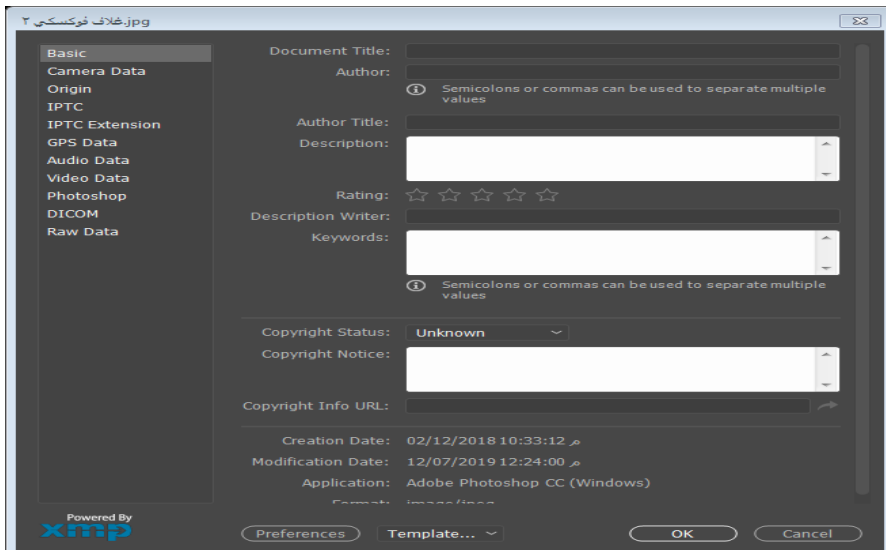 غلاف فوكسكي ٢.jpg
Basic
Camera Data
Origin
IPTC
IPTC Extension
GPS Data
Audio Data
Video Data
Photoshop
DICOM
Raw Data
Document Title:
Author:
Semicolons or commas can be used to separate multiple
values
Author Title:
Description:
Rating:
Description Writer:
Keywords:
Semicolons or commas can be used to separate multiple
values
Copyright Status: Unknown
Copyright Notice:
Copyright Info URL:
Creation Date: 02/12/2018 10:33:12 م
Modification Date: 12/07/2019 12:24:00 م
Application: Adobe Photoshop CC (Windows)
Format: image/jpeg
Powered By
xmp
Preferences Template... OK Cancel